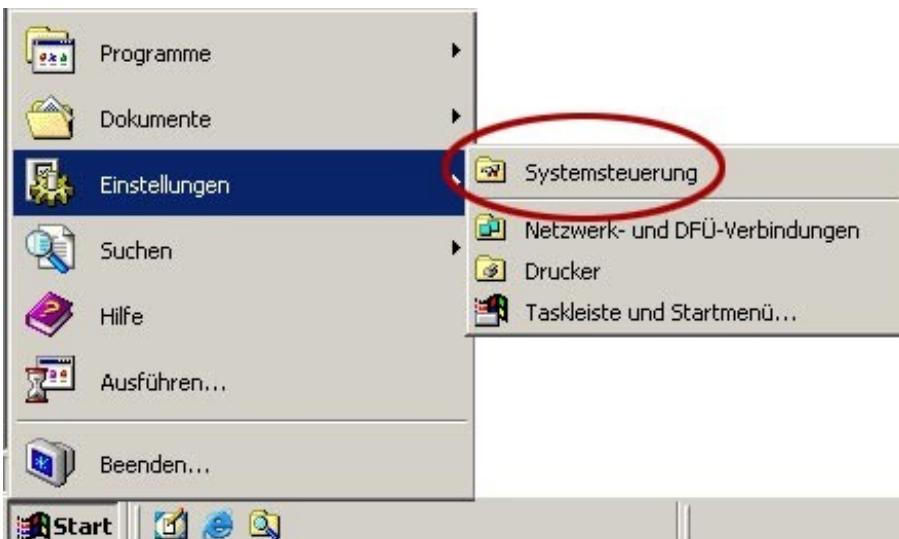 Programme
Dokumente
Einstellungen
Suchen
Hilfe
Ausführen...
Beenden...
Systemsteuerung
Netzwerk- und DFÜ-Verbindungen
Drucker
Taskleiste und Startmenü...
Start